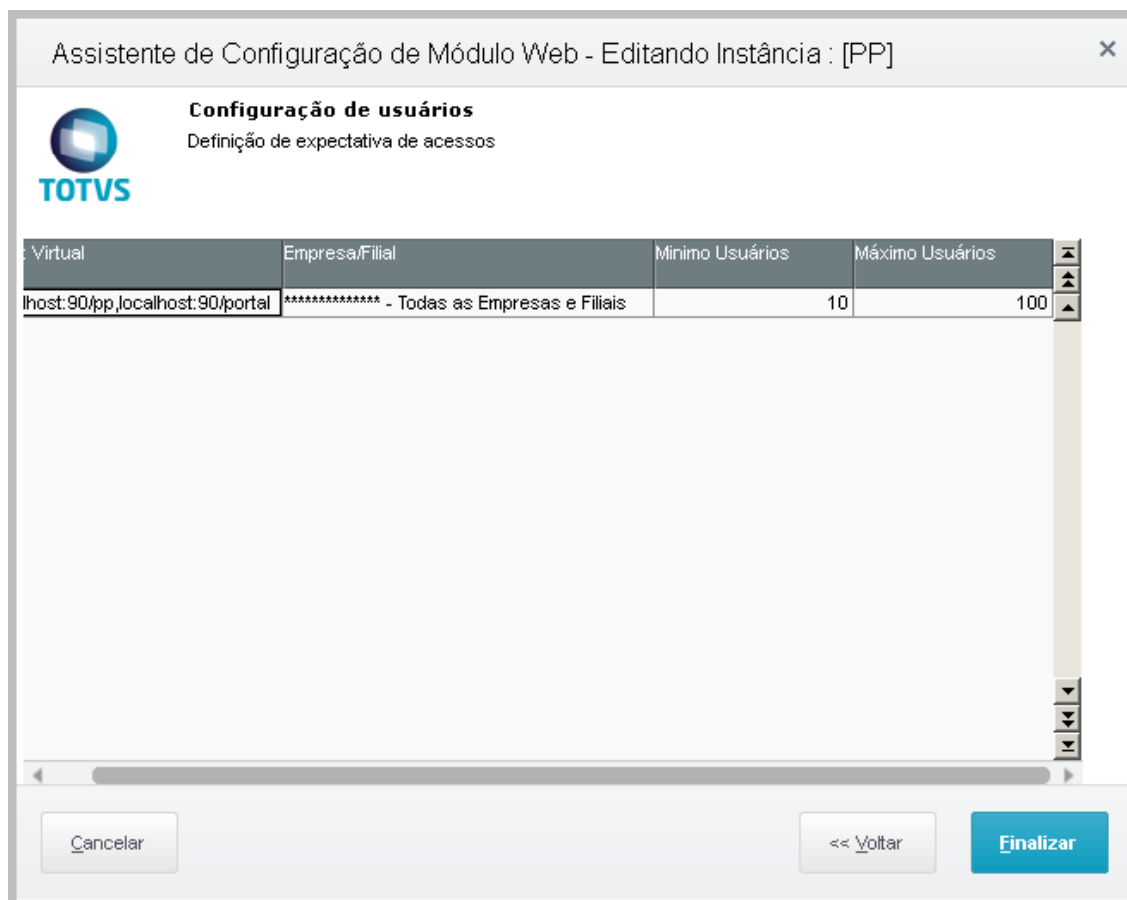 Assistente de Configuração de Módulo Web - Editando Instância : [PP]
Configuração de usuários
Definição de expectativa de acessos
TOTVS
: Virtual Empresa/Filial Minimo Usuários Máximo Usuários
lhost:90/pp,localhost:90/portal ************** - Todas as Empresas e Filiais 10 100
Cancelar << Voltar Finalizar